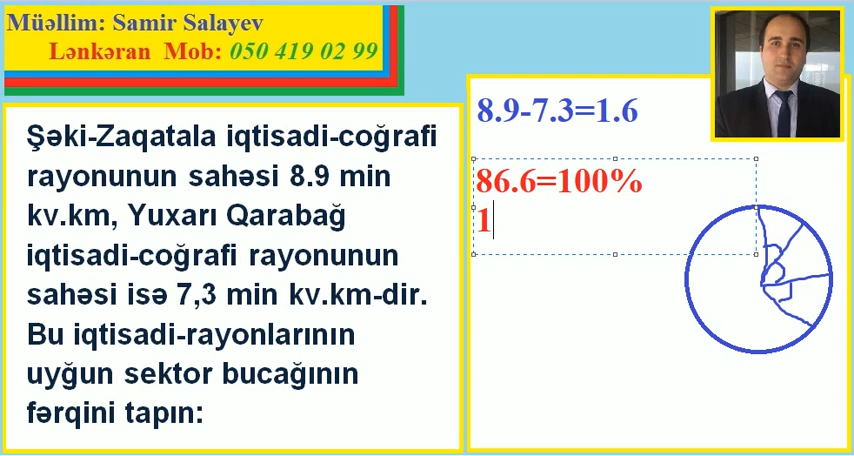 Müəllim: Samir Salayev
Lənkəran Mob: 050 419 02 99
Şəki-Zaqatala iqtisadi-coğrafi
rayonunun sahəsi 8.9 min
kv.km, Yuxarı Qarabağ
iqtisadi-coğrafi rayonunun
sahəsi isə 7,3 min kv.km-dir.
Bu iqtisadi-rayonlarının
uyğun sektor bucağının
fərqini tapın:
8.9-7.3=1.6
86.6=100%
1